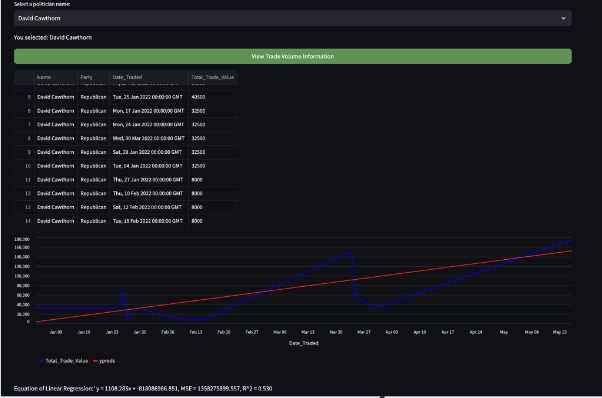 Select a politician name:
David Cawthorn
You selected: David Cawthorn
View Trade Volume Information
Name Party Date_Traded Total_Trade_Value
5 David Cawthorn Republican Tue, 25 Jan 2022 00:00:00 GMT 40500
6 David Cawthorn Republican Mon, 17 Jan 2022 00:00:00 GMT 32500
7 David Cawthorn Republican Mon, 24 Jan 2022 00:00:00 GMT 32500
8 David Cawthorn Republican Wed, 30 Mar 2022 00:00:00 GMT 32500
9 David Cawthorn Republican Sat, 29 Jan 2022 00:00:00 GMT 32500
10 David Cawthorn Republican Tue, 04 Jan 2022 00:00:00 GMT 32500
11 David Cawthorn Republican Thu, 27 Jan 2022 00:00:00 GMT 8000
12 David Cawthorn Republican Thu, 10 Feb 2022 00:00:00 GMT 8000
13 David Cawthorn Republican Sat, 12 Feb 2022 00:00:00 GMT 8000
14 David Cawthorn Republican Tue, 15 Feb 2022 00:00:00 GMT 8000
180,000
160,000
140,000
120,000
100,000
80,000
60,000
40,000
20,000
0
Jan 09 Jan 16 Jan 23 Jan 30 Feb 06 Feb 13 Feb 20 Feb 27 Mar 06 Mar 13 Mar 20 Mar 27 Apr 03 Apr 10 Apr 17 Apr 24 May May 08 May 15
Date_Traded
Total_Trade_Value ypreds
Equation of Linear Regression:' y = 1108.285x + -818086986.851, MSE = 1358275899.557, R^2 = 0.530